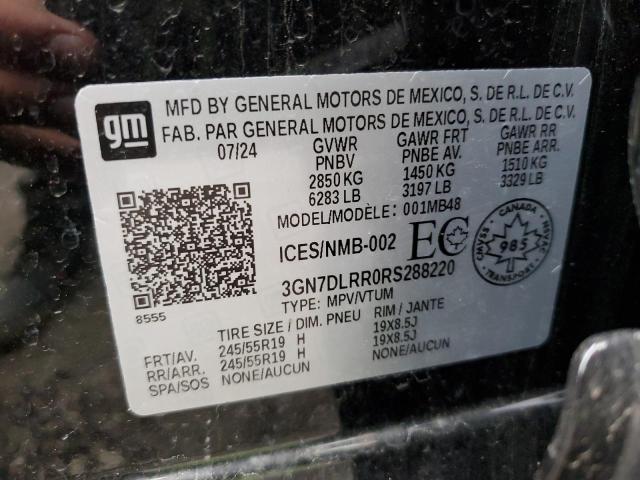 gm
MFD BY GENERAL MOTORS DE MEXICO, S. DE R.L. DE C.V.
FAB. PAR GENERAL MOTORS DE MEXICO, S. DE R.L. DE C.V.
07/24 GVWR GAWR FRT GAWR RR
PNBV PNBE AV. PNBE ARR.
2850 KG 1450 KG 1510 KG
6283 LB 3197 LB 3329 LB
MODEL/MODÈLE: 001MB48
ICES/NMB-002 EC
CANADA
CMVSS 985 NSVAC
3GN7DLRR0RS288220
TYPE: MPV/VTUM
8555
TIRE SIZE / DIM. PNEU RIM / JANTE
FRT/AV. 245/55R19 H 19X8.5J
RR/ARR. 245/55R19 H 19X8.5J
SPA/SOS NONE/AUCUN NONE/AUCUN